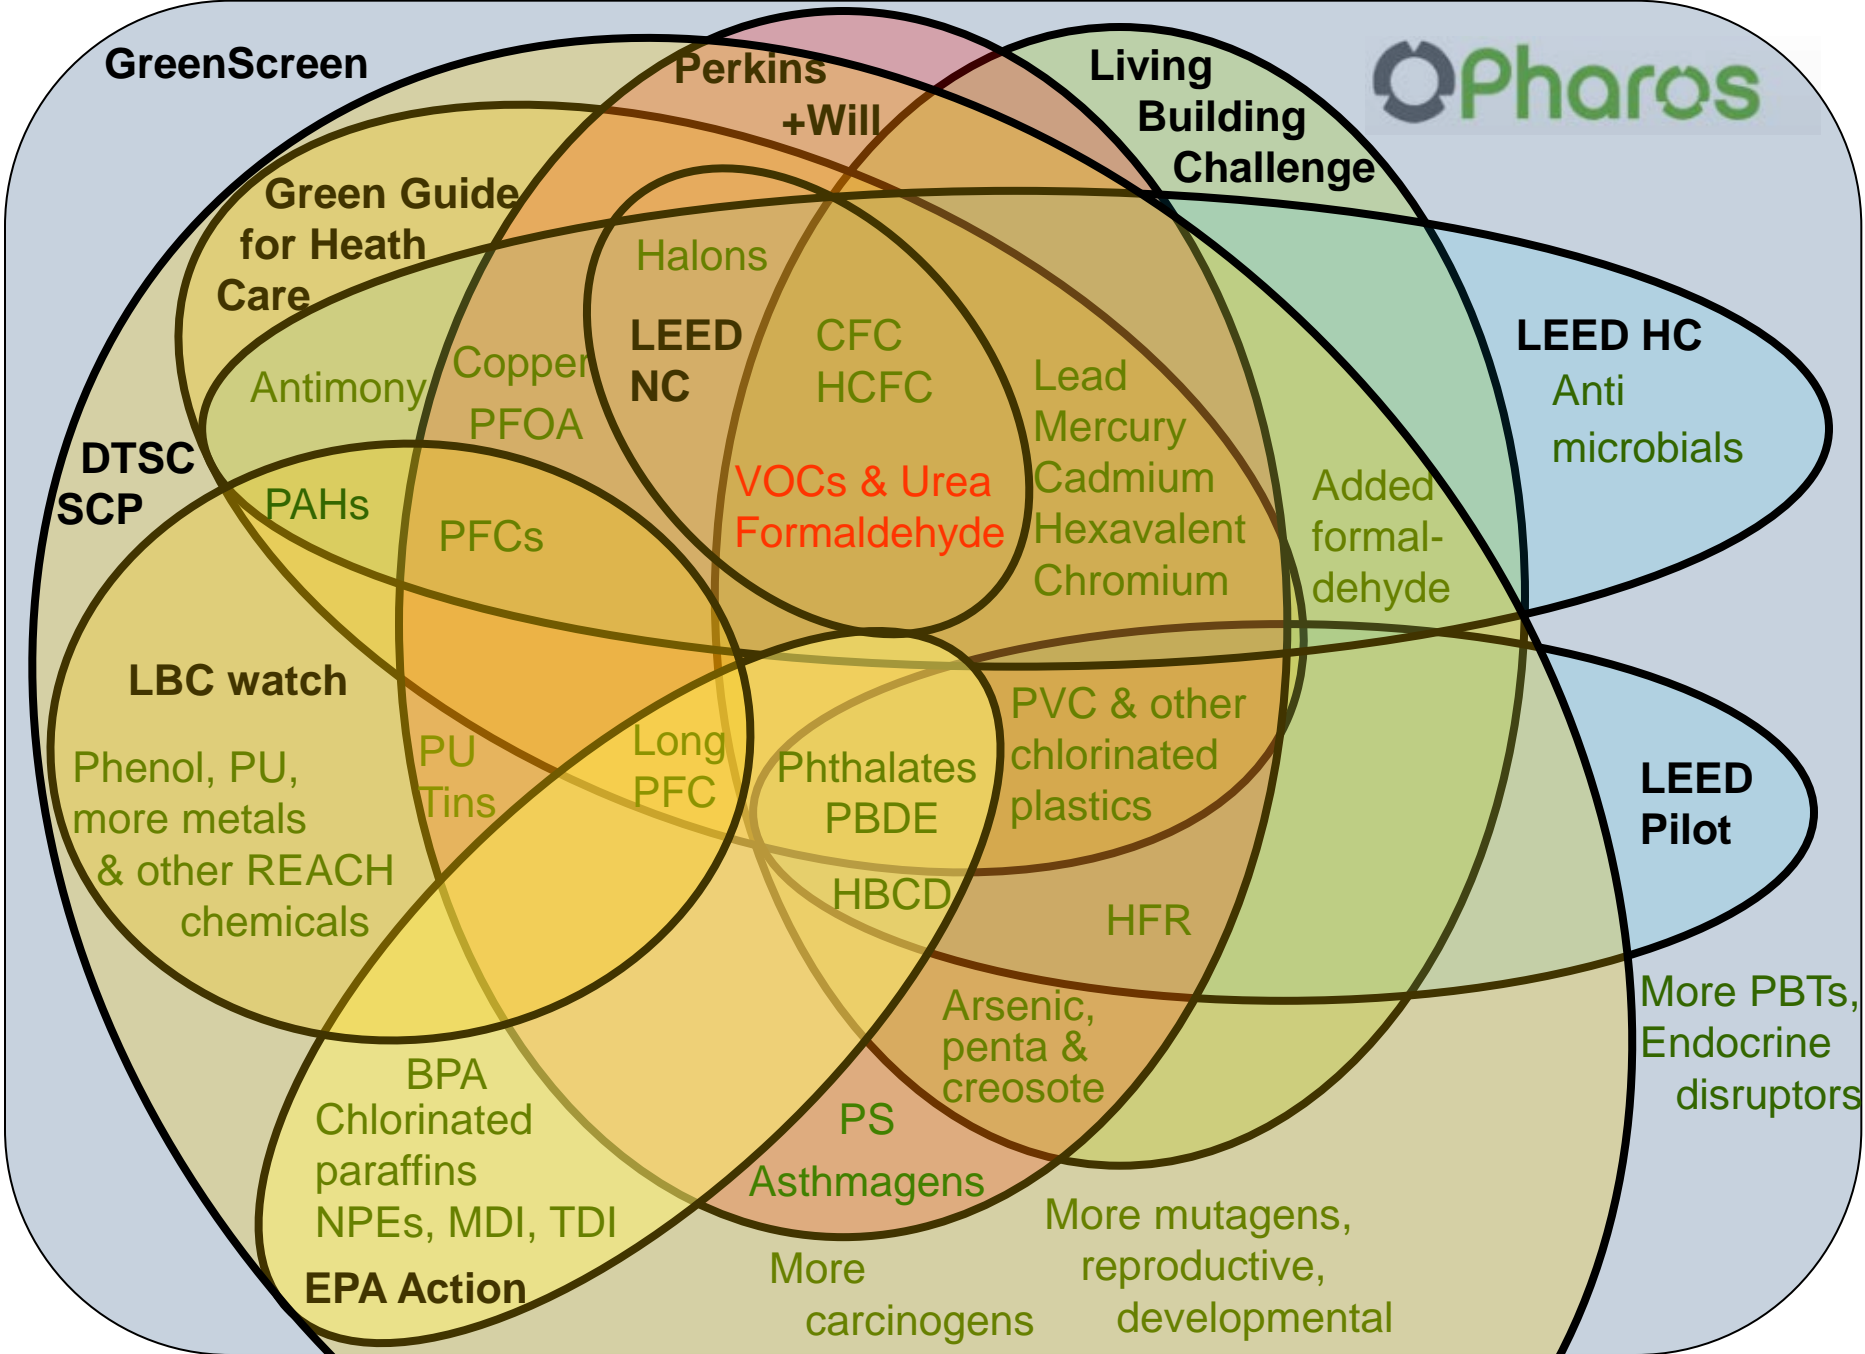 GreenScreen
Perkins
+Will
Living
Building
Challenge
Pharos
Green Guide
for Heath
Care
Halons
LEED
NC
CFC
HCFC
LEED HC
Anti
microbials
Antimony
Copper
PFOA
Lead
Mercury
Cadmium
Hexavalent
Chromium
DTSC
SCP
PAHs
PFCs
VOCs & Urea
Formaldehyde
Added
formal-
dehyde
LBC watch
Phenol, PU,
more metals
& other REACH
chemicals
PU
Tins
Long
PFC
Phthalates
PBDE
HBCD
PVC & other
chlorinated
plastics
LEED
Pilot
HFR
Arsenic,
penta &
creosote
More PBTs,
Endocrine
disruptors
BPA
Chlorinated
paraffins
NPEs, MDI, TDI
EPA Action
PS
Asthmagens
More
carcinogens
More mutagens,
reproductive,
developmental